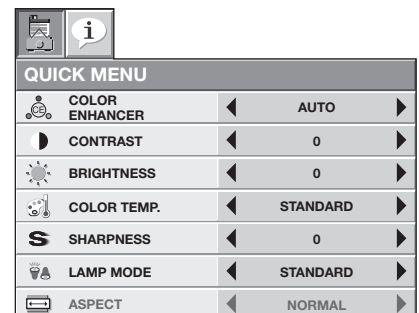 i
QUICK MENU
CE
COLOR
ENHANCER
AUTO
CONTRAST
0
BRIGHTNESS
0
COLOR TEMP.
STANDARD
S
SHARPNESS
0
LAMP MODE
STANDARD
ASPECT
NORMAL